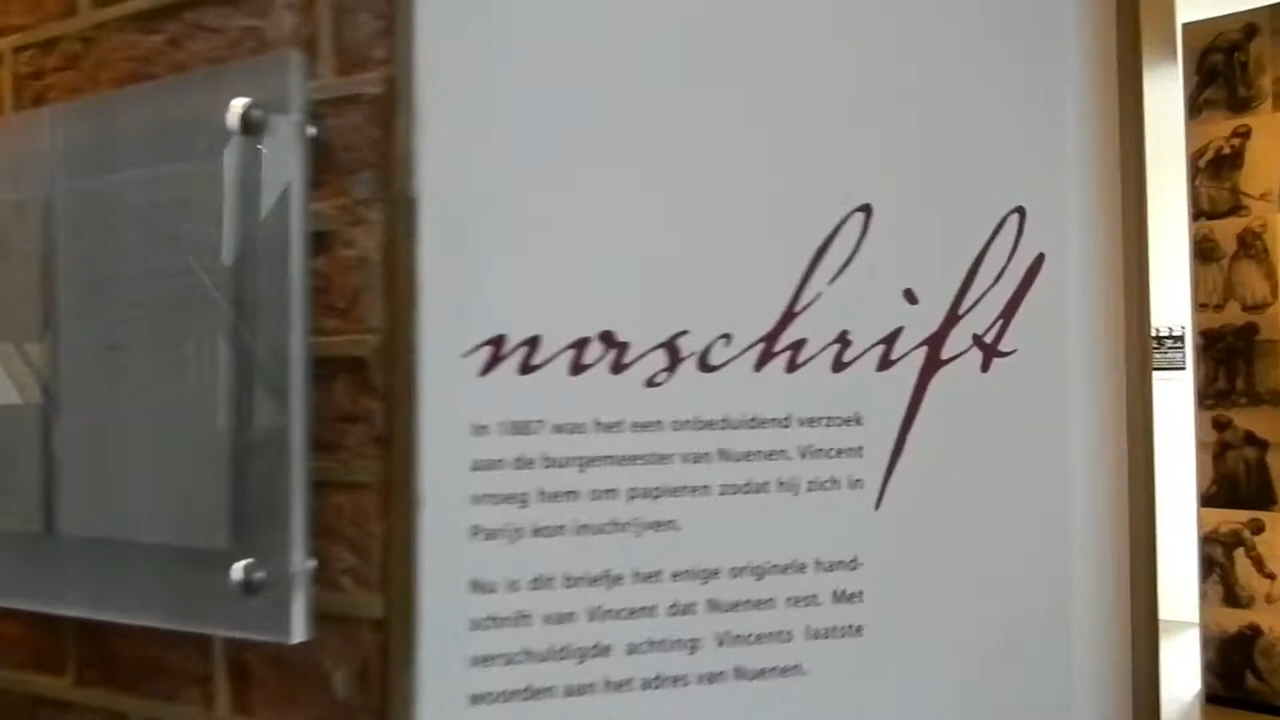 naschrift
In 1887 was het een onbeduidend verzoek
aan de burgemeester van Nuenen. Vincent
vroeg hem om papieren zodat hij zich in
Parijs kon inschrijven.
Nu is dit briefje het enige originele hand-
schrift van Vincent dat Nuenen rest. Met
verschuldigde achting: Vincents laatste
woorden aan het adres van Nuenen.